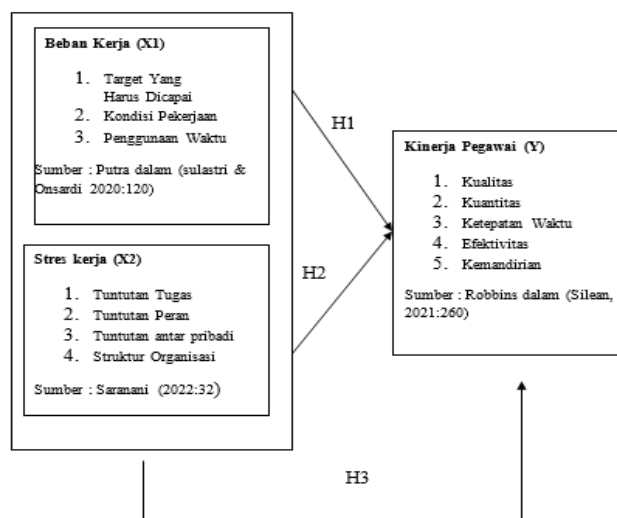 Beban Kerja (X1)
1. Target Yang
Harus Dicapai
2. Kondisi Pekerjaan
3. Penggunaan Waktu
Sumber : Putra dalam (sulastri &
Onsardi 2020:120)
Stres kerja (X2)
1. Tuntutan Tugas
2. Tuntutan Peran
3. Tuntutan antar pribadi
4. Struktur Organisasi
Sumber : Saranani (2022:32)
H1
H2
Kinerja Pegawai (Y)
1. Kualitas
2. Kuantitas
3. Ketepatan Waktu
4. Efektivitas
5. Kemandirian
Sumber : Robbins dalam (Silean,
2021:260)
H3